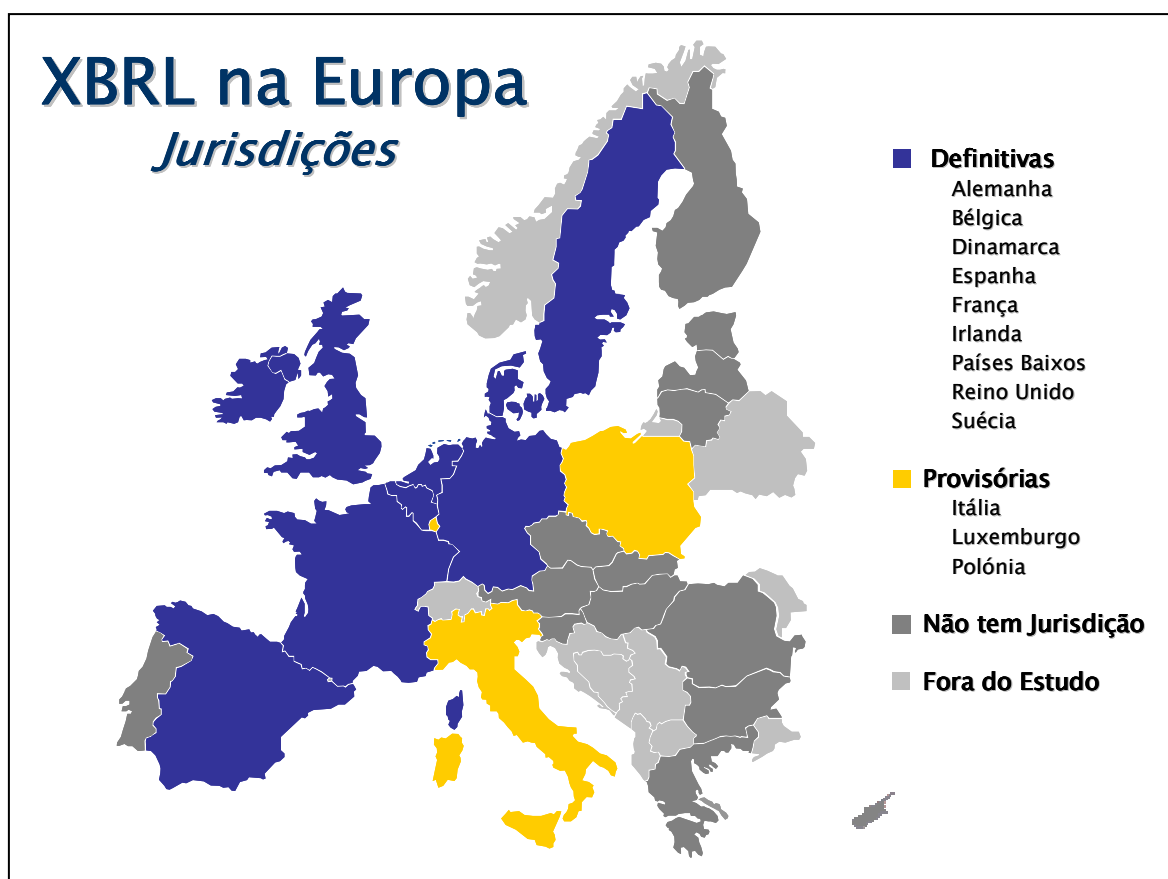 XBRL na Europa
Jurisdições
Definitivas
Alemanha
Bélgica
Dinamarca
Espanha
França
Irlanda
Países Baixos
Reino Unido
Suécia
Provisórias
Itália
Luxemburgo
Polónia
Não tem Jurisdição
Fora do Estudo